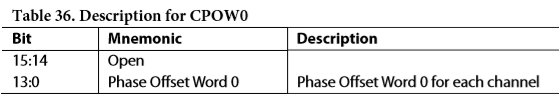 Table 36. Description for CPOW0
Bit Mnemonic Description
15:14 Open
13:0 Phase Offset Word 0 Phase Offset Word 0 for each channel